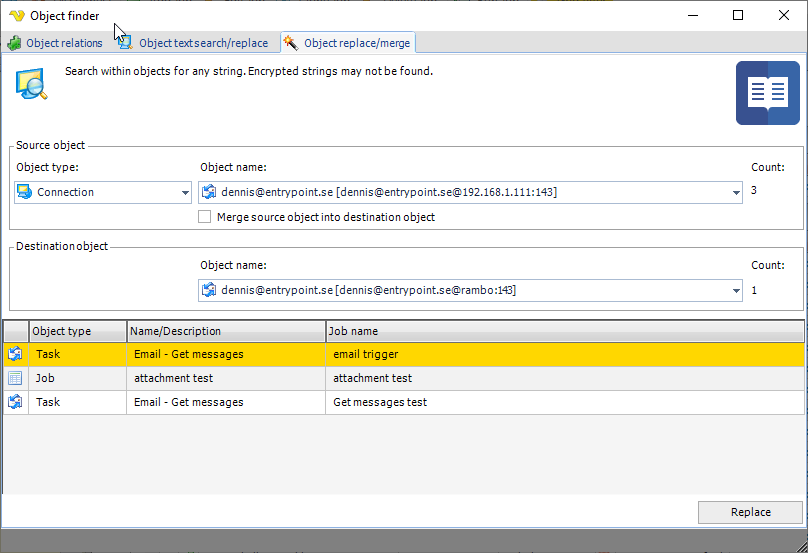 Object finder
Object relations Object text search/replace Object replace/merge
Search within objects for any string. Encrypted strings may not be found.
Source object
Object type: Object name: Count:
Connection dennis@entrypoint.se [dennis@entrypoint.se@192.168.1.111:143] 3
Merge source object into destination object
Destination object
Object name: Count:
dennis@entrypoint.se [dennis@entrypoint.se@rambo:143] 1
Object type Name/Description Job name
Task Email - Get messages email trigger
Job attachment test attachment test
Task Email - Get messages Get messages test
Replace